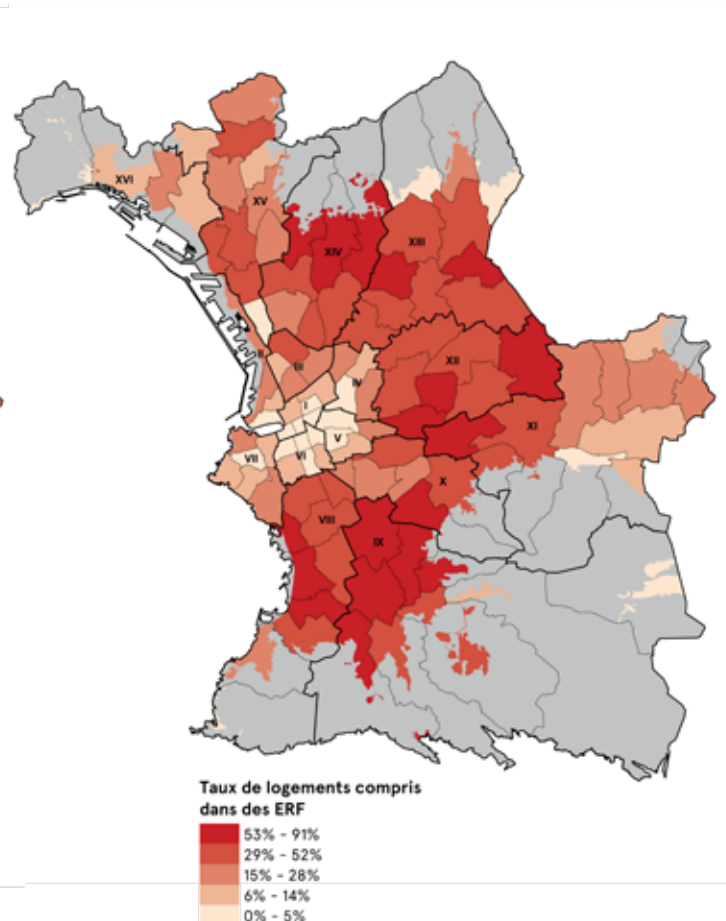 XVI
XV
XIV
XIII
II
III
XII
IV
I
XI
V
VI
VII
X
VIII
IX
Taux de logements compris
dans des ERF
53% - 91%
29% - 52%
15% - 28%
6% - 14%
0% - 5%